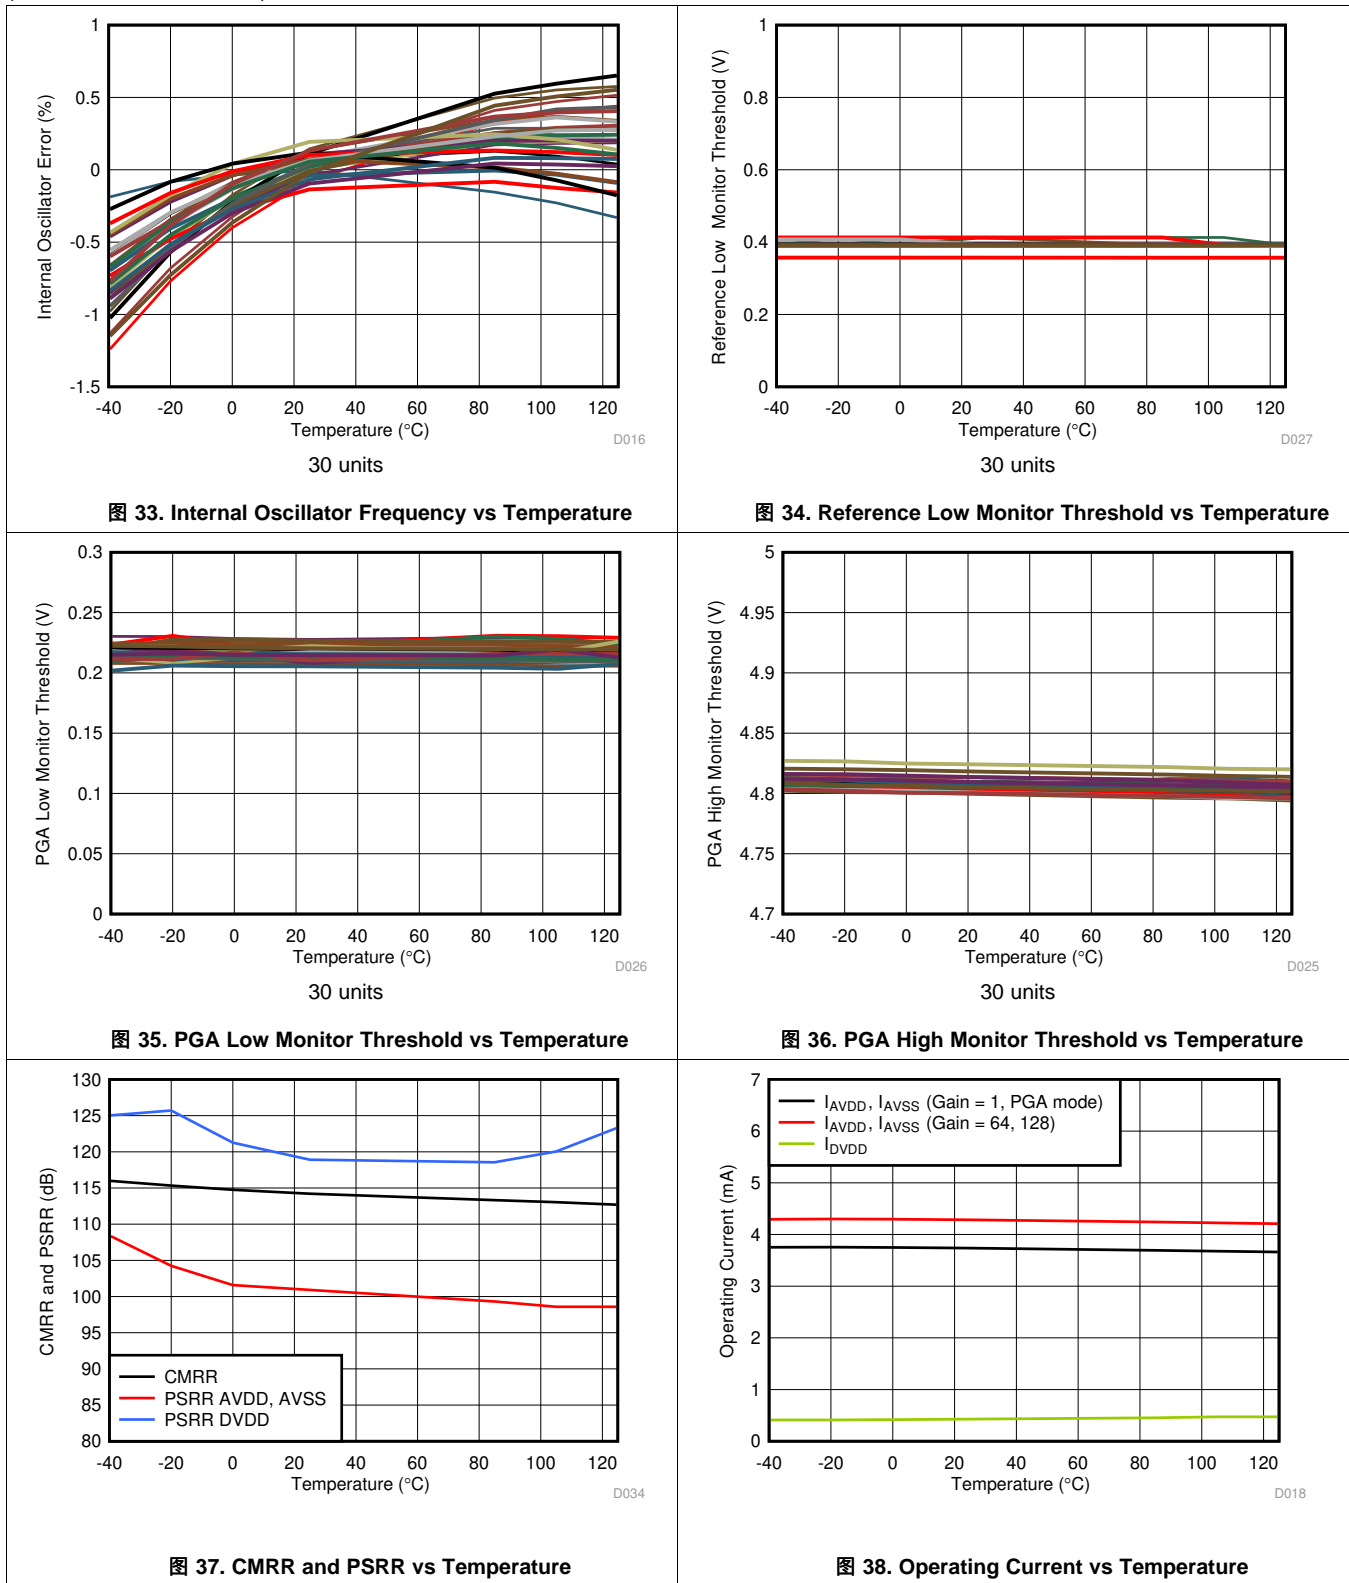 1
0.5
0
-0.5
-1
-1.5
Internal Oscillator Error (%)
-40 -20 0 20 40 60 80 100 120
Temperature (°C)
D016
30 units
图 33. Internal Oscillator Frequency vs Temperature
1
0.8
0.6
0.4
0.2
0
Reference Low Monitor Threshold (V)
-40 -20 0 20 40 60 80 100 120
Temperature (°C)
D027
30 units
图 34. Reference Low Monitor Threshold vs Temperature
0.3
0.25
0.2
0.15
0.1
0.05
0
PGA Low Monitor Threshold (V)
-40 -20 0 20 40 60 80 100 120
Temperature (°C)
D026
30 units
图 35. PGA Low Monitor Threshold vs Temperature
5
4.95
4.9
4.85
4.8
4.75
4.7
PGA High Monitor Threshold (V)
-40 -20 0 20 40 60 80 100 120
Temperature (°C)
D025
30 units
图 36. PGA High Monitor Threshold vs Temperature
130
125
120
115
110
105
100
95
90
85
80
CMRR and PSRR (dB)
CMRR
PSRR AVDD, AVSS
PSRR DVDD
-40 -20 0 20 40 60 80 100 120
Temperature (°C)
D034
图 37. CMRR and PSRR vs Temperature
7
6
5
4
3
2
1
0
Operating Current (mA)
IAVDD, IAVSS (Gain = 1, PGA mode)
IAVDD, IAVSS (Gain = 64, 128)
IDVDD
-40 -20 0 20 40 60 80 100 120
Temperature (°C)
D018
图 38. Operating Current vs Temperature